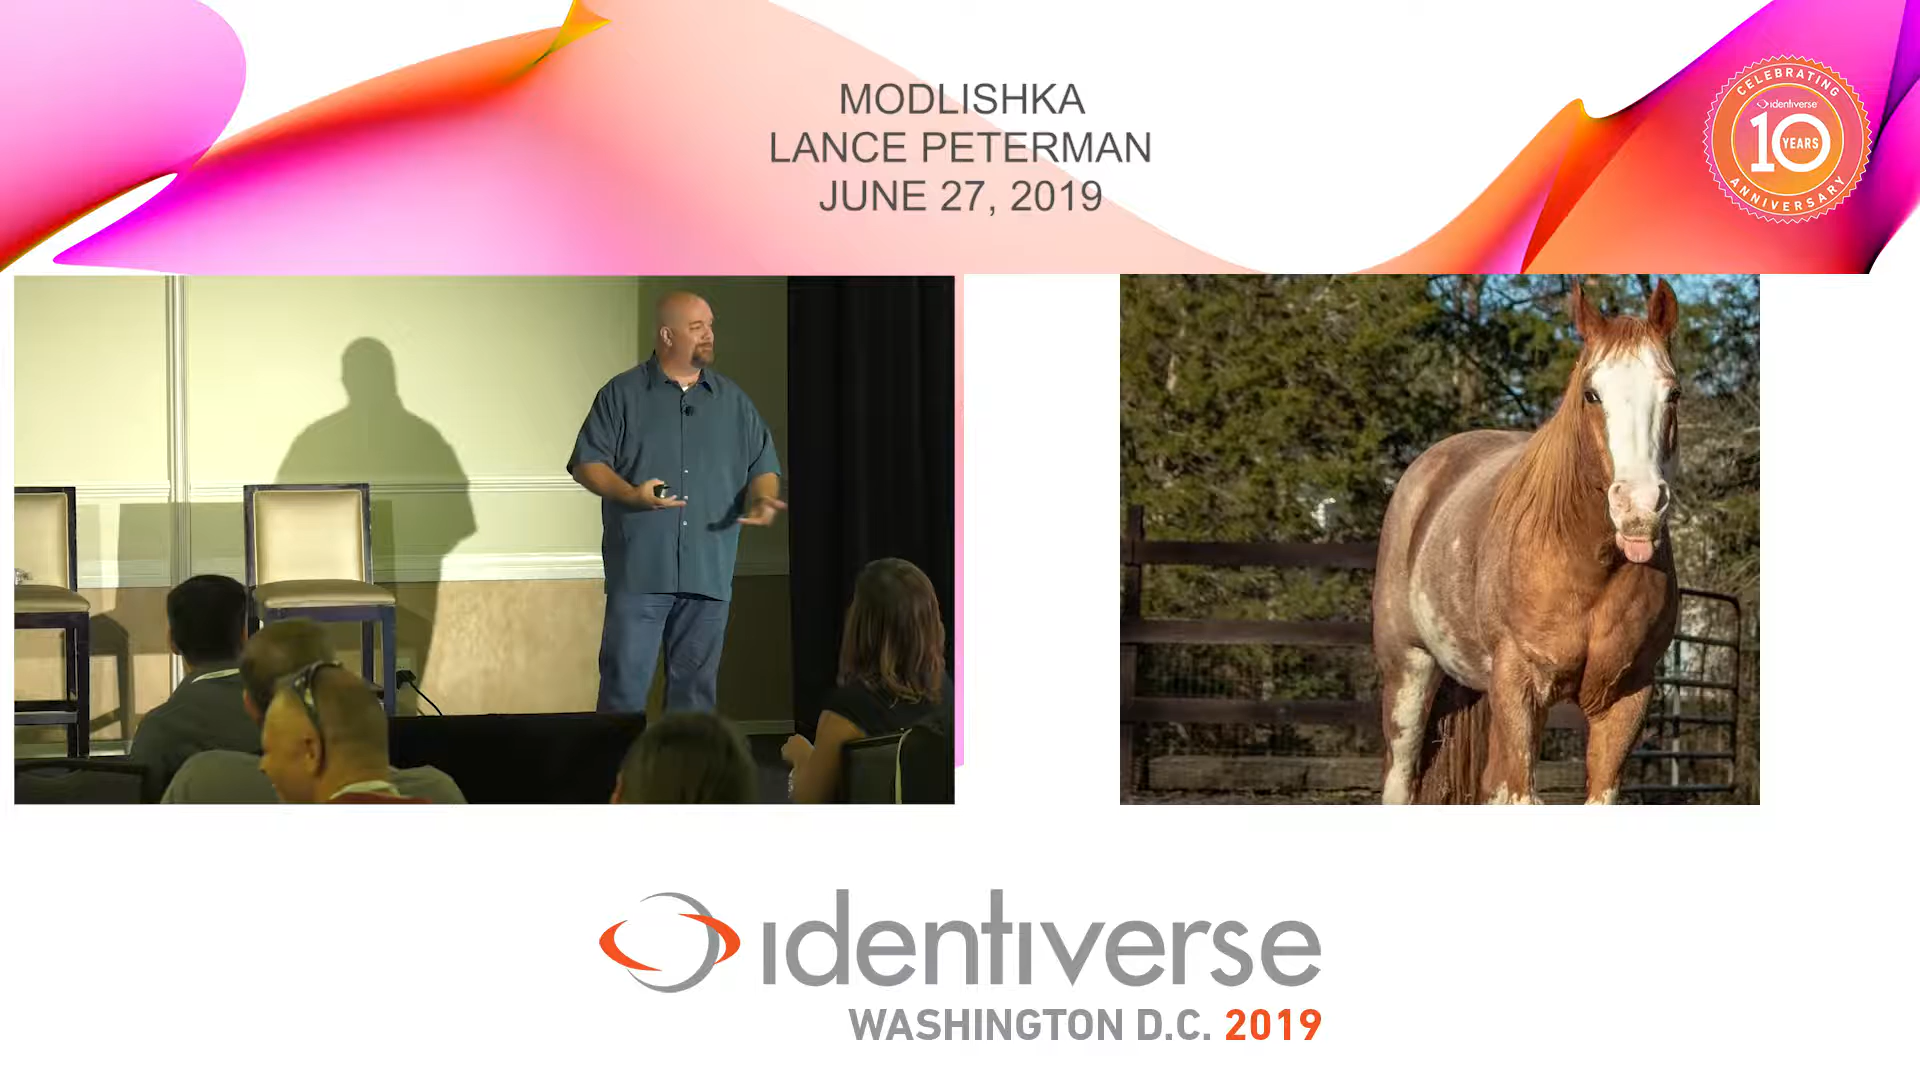 MODLISHKA
LANCE PETERMAN
JUNE 27, 2019
CELEBRATING
identiverse
10
YEARS
ANNIVERSARY
identiverse
WASHINGTON D.C. 2019